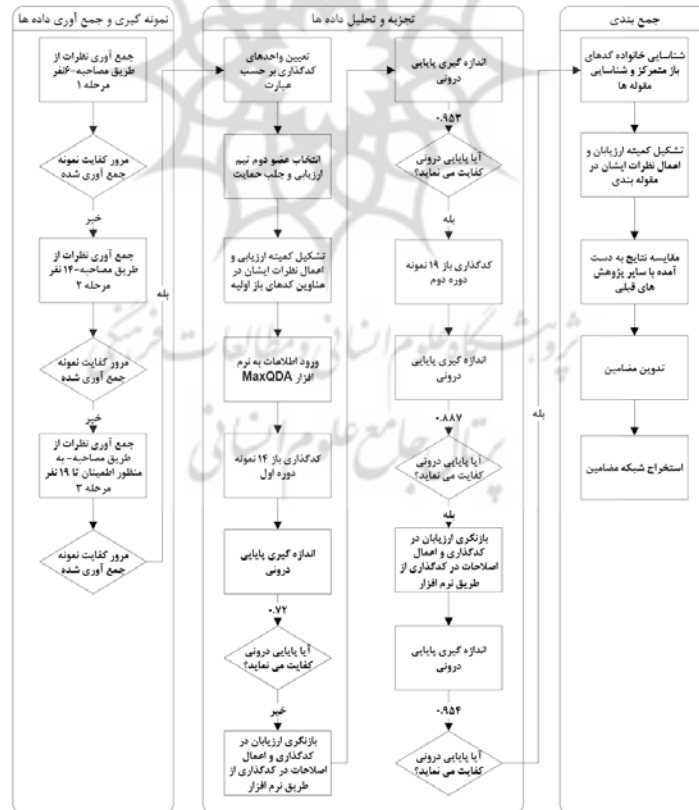 نمونه گیری و جمع آوری داده ها
جمع آوری نظرات از
طریق مصاحبه-۶نفر
مرحله ۱
مرور کفایت نمونه
جمع آوری شده
خیر
جمع آوری نظرات از
طریق مصاحبه-۱۴نفر
مرحله ۲
مرور کفایت نمونه
جمع آوری شده
خیر
جمع آوری نظرات از
طریق مصاحبه- به
منظور اطمینان تا ۱۹ نفر
مرحله ۳
مرور کفایت نمونه
جمع آوری شده
بله
تجزیه و تحلیل داده ها
تعیین واحدهای
کدگذاری بر حسب
عبارت
انتخاب عضو دوم تیم
ارزیابی و جلب حمایت
تشکیل کمیته ارزیابی و
اعمال نظرات ایشان در
عناوین کدهای باز اولیه
ورود اطلاعات به نرم
افزار MaxQDA
کدگذاری باز ۱۴ نمونه
دوره اول
اندازه گیری پایایی
درونی
۰.۷۲
آیا پایایی درونی
کفایت می نماید؟
خیر
بازنگری ارزیابان در
کدگذاری و اعمال
اصلاحات در کدگذاری از
طریق نرم افزار
اندازه گیری پایایی
درونی
۰.۹۵۳
آیا پایایی درونی
کفایت می نماید؟
بله
کدگذاری باز ۱۹ نمونه
دوره دوم
اندازه گیری پایایی
درونی
۰.۸۸۷
آیا پایایی درونی
کفایت می نماید؟
بله
بازنگری ارزیابان در
کدگذاری و اعمال
اصلاحات در کدگذاری از
طریق نرم افزار
اندازه گیری پایایی
درونی
۰.۹۵۴
آیا پایایی درونی
کفایت می نماید؟
بله
جمع بندی
شناسایی خانواده کدهای
باز متمرکز و شناسایی
مقوله ها
تشکیل کمیته ارزیابان و
اعمال نظرات ایشان در
مقوله بندی
مقایسه نتایج به دست
آمده با سایر پژوهش
های قبلی
تدوین مضامین
استخراج شبکه مضامین
پژوهشگاه علوم انسانی و مطالعات فرهنگی
پرتال جامع علوم انسانی